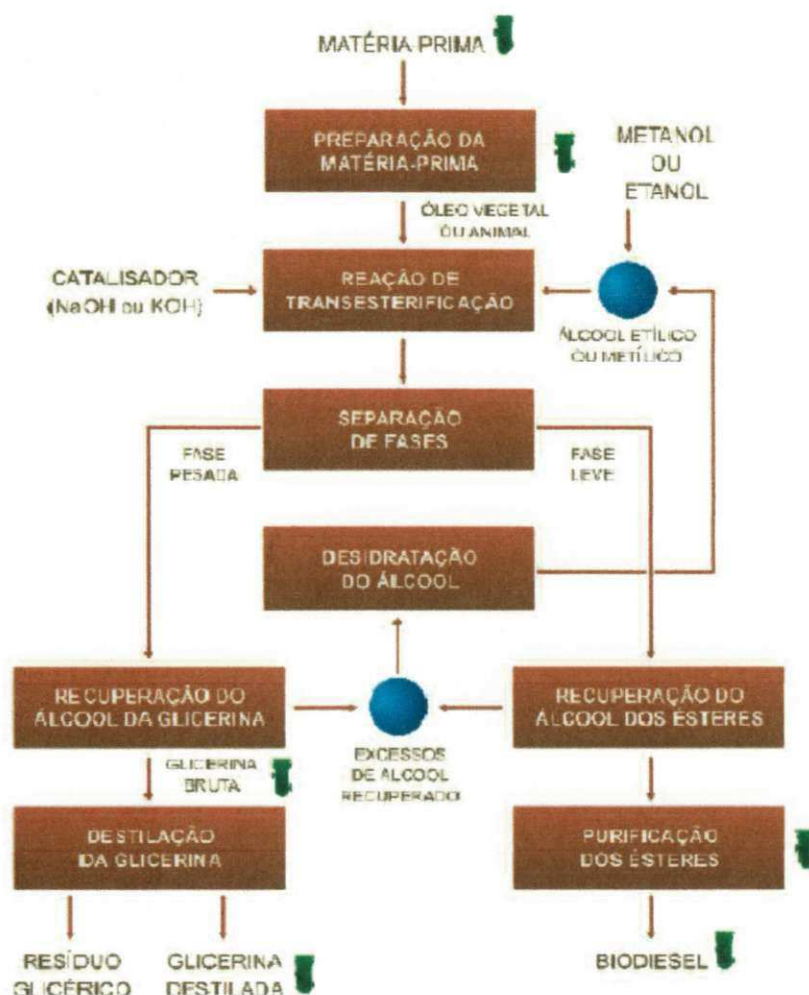 MATÉRIA-PRIMA
PREPARAÇÃO DA
MATÉRIA-PRIMA
METANOL
OU
ETANOL
ÓLEO VEGETAL
OU ANIMAL
CATALISADOR
(NaOH ou KOH)
REAÇÃO DE
TRANSESTERIFICAÇÃO
ÁLCOOL ETÍLICO
OU METÍLICO
SEPARAÇÃO
DE FASES
FASE
PESADA
FASE
LEVE
DESIDRATAÇÃO
DO ÁLCOOL
RECUPERAÇÃO DO
ÁLCOOL DA GLICERINA
RECUPERAÇÃO DO
ÁLCOOL DOS ÉSTERES
EXCESSOS
DE ÁLCOOL
RECUPERADO
GLICERINA
BRUTA
DESTILAÇÃO
DA GLICERINA
PURIFICAÇÃO
DOS ÉSTERES
RESÍDUO
GLICÉRICO
GLICERINA
DESTILADA
BIODIESEL